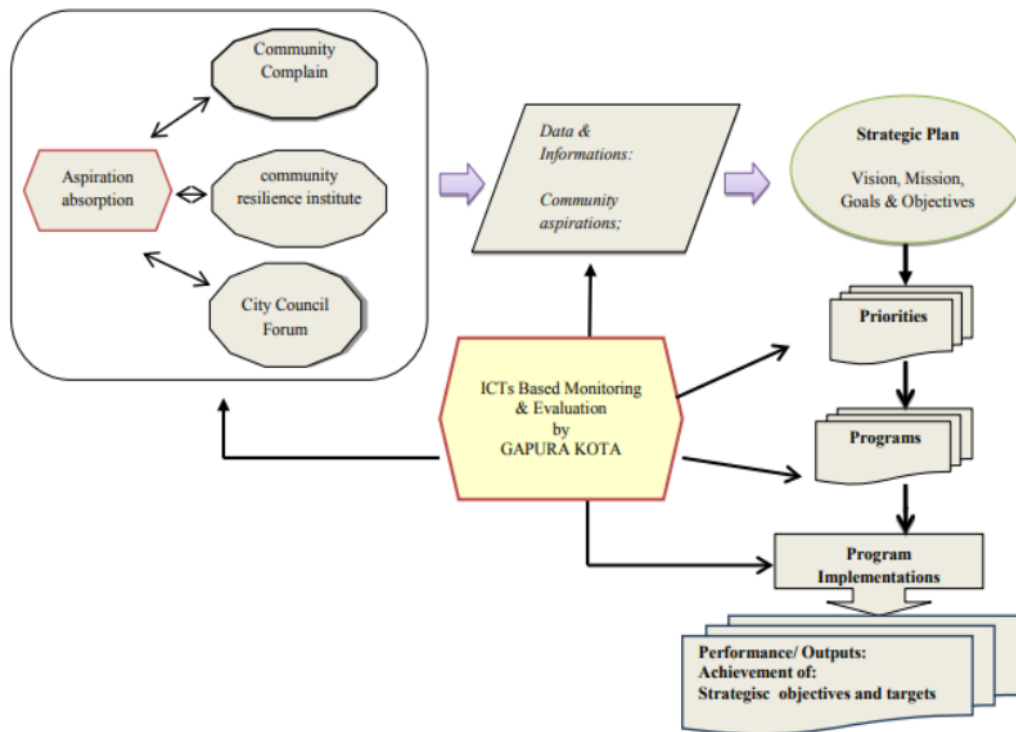 Community
Complain
Aspiration
absorption
community
resilience institute
City Council
Forum
Data &
Informations:
Community
aspirations;
Strategic Plan
Vision, Mission,
Goals & Objectives
Priorities
Programs
ICTs Based Monitoring
& Evaluation
by
GAPURA KOTA
Program
Implementations
Performance/ Outputs:
Achievement of:
Strategisc objectives and targets